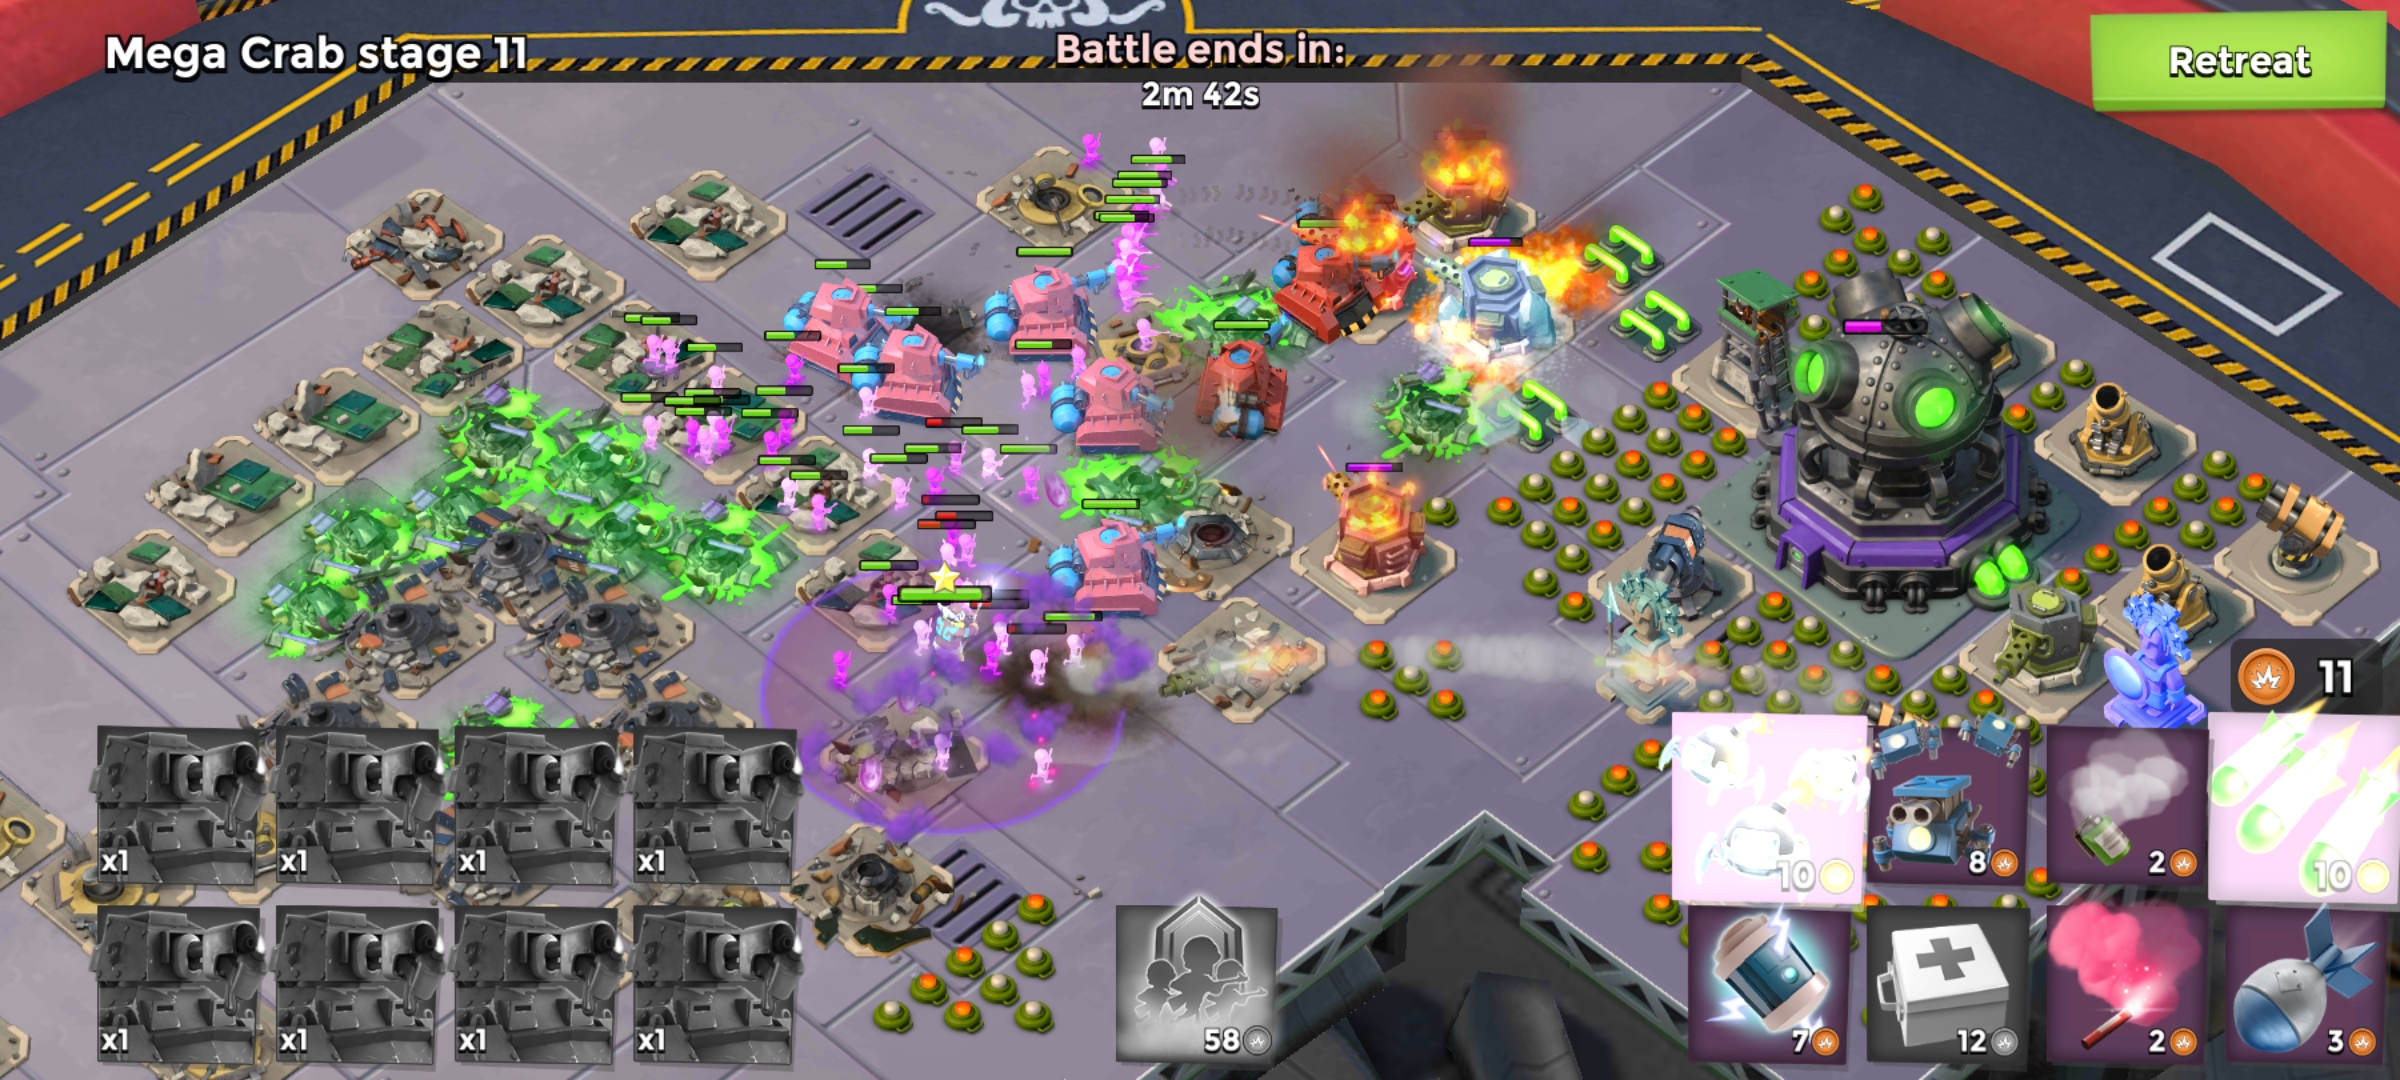 Mega Crab stage 11
Battle ends in:
2m 42s
Retreat
11
x1
x1
x1
x1
10
8
2
10
x1
x1
x1
x1
58
7
12
2
3